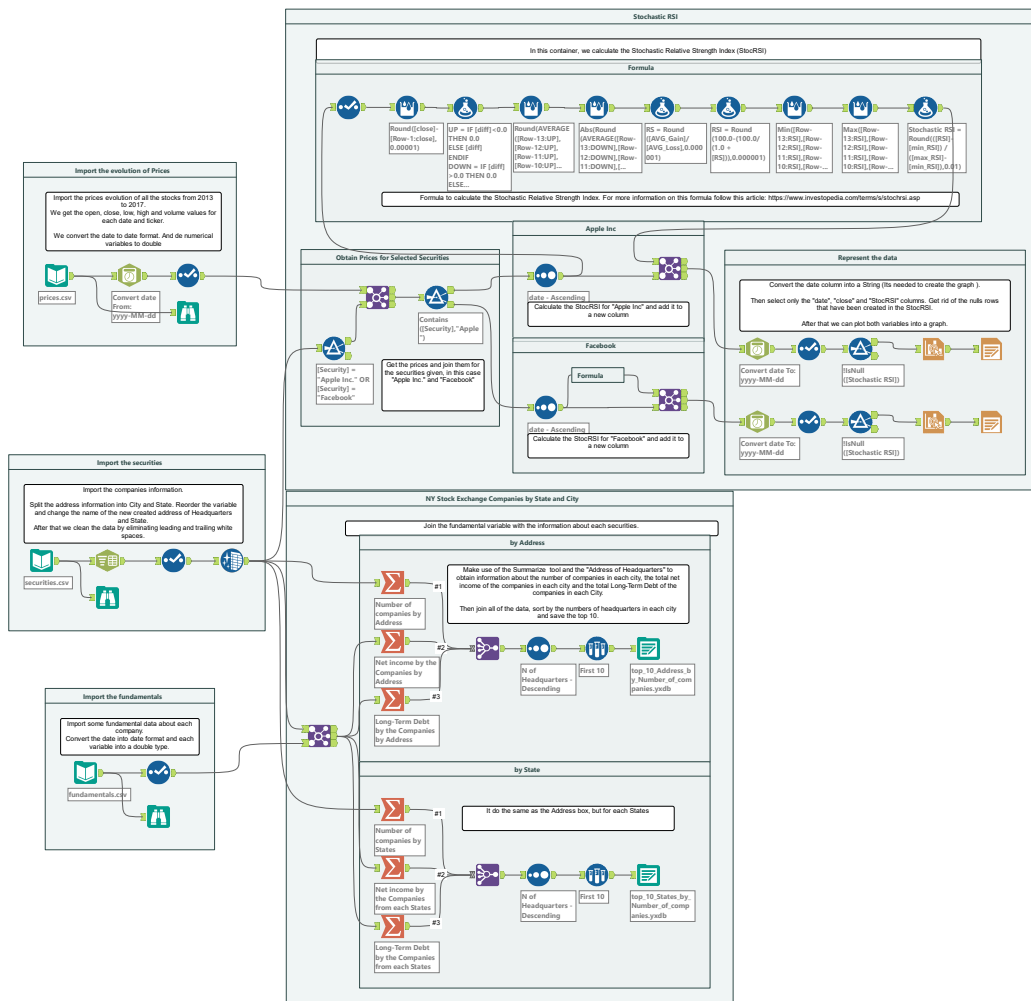 Stochastic RSI
In this container, we calculate the Stochastic Relative Strength Index (StocRSI)
Formula
Round([close]-
[Row-1:close],
0.00001)
UP = IF [diff]<0.0
THEN 0.0
ELSE [diff]
ENDIF
DOWN = IF [diff]
>0.0 THEN 0.0
ELSE...
Round(AVERAGE
([Row-13:UP],
[Row-12:UP],
[Row-11:UP],
[Row-10:UP]...
Abs(Round
(AVERAGE([Row-
13:DOWN],[Row-
12:DOWN],[Row-
11:DOWN],[...
RS = Round
([AVG_Gain]/
[AVG_Loss],0.000
001)
RSI = Round
(100.0-(100.0/
(1.0 +
[RS])),0.000001)
Min([Row-
13:RSI],[Row-
12:RSI],[Row-
11:RSI],[Row-
10:RSI],[Row-...
Max([Row-
13:RSI],[Row-
12:RSI],[Row-
11:RSI],[Row-
10:RSI],[Row-...
Stochastic RSI =
Round(([RSI]-
[min_RSI]) /
([max_RSI]-
[min_RSI]),0.01)
Formula to calculate the Stochastic Relative Strength Index. For more information on this formula follow this article: https://www.investopedia.com/terms/s/stochrsi.asp
Import the evolution of Prices
Import the prices evolution of all the stocks from 2013
to 2017.
We get the open, close, low, high and volume values for
each date and ticker.
We convert the date to date format. And de numerical
variables to double
prices.csv
Convert date
From:
yyyy-MM-dd
Obtain Prices for Selected Securities
Contains
([Security],"Apple
")
[Security] =
"Apple Inc." OR
[Security] =
"Facebook"
Get the prices and join them for
the securities given, in this case
"Apple Inc." and "Facebook"
Apple Inc
date - Ascending
Calculate the StocRSI for "Apple Inc" and add it to
a new column
Facebook
Formula
date - Ascending
Calculate the StocRSI for "Facebook" and add it to
a new column
Represent the data
Convert the date column into a String (Its needed to create the graph ).
Then select only the "date", "close" and "StocRSI" columns. Get rid of the nulls rows
that have been created in the StocRSI.
After that we can plot both variables into a graph.
Convert date To:
yyyy-MM-dd
!IsNull
([Stochastic RSI])
Convert date To:
yyyy-MM-dd
!IsNull
([Stochastic RSI])
Import the securities
Import the companies information.
Split the address information into City and State. Reorder the variable
and change the name of the new created address of Headquarters
and State.
After that we clean the data by eliminating leading and trailing white
spaces.
securities.csv
NY Stock Exchange Companies by State and City
Join the fundamental variable with the information about each securities.
by Address
Make use of the Summarize tool and the "Address of Headquarters" to
obtain information about the number of companies in each city, the total net
income of the companies in each city and the total Long-Term Debt of the
companies in each City.
Then join all of the data, sort by the numbers of headquarters in each city
and save the top 10.
#1
Number of
companies by
Address
#2
Net income by the
Companies by
Address
#3
Long-Term Debt
by the Companies
by Address
N of
Headquarters -
Descending
First 10
top_10_Address_b
y_Number_of_com
panies.yxdb
Import the fundamentals
Import some fundamental data about each
company.
Convert the date into date format and each
variable into a double type.
fundamentals.csv
by State
It do the same as the Address box, but for each States
#1
Number of
companies by
States
#2
Net income by
the Companies
from each States
#3
Long-Term Debt
by the Companies
from each States
N of
Headquarters -
Descending
First 10
top_10_States_by_
Number_of_comp
anies.yxdb